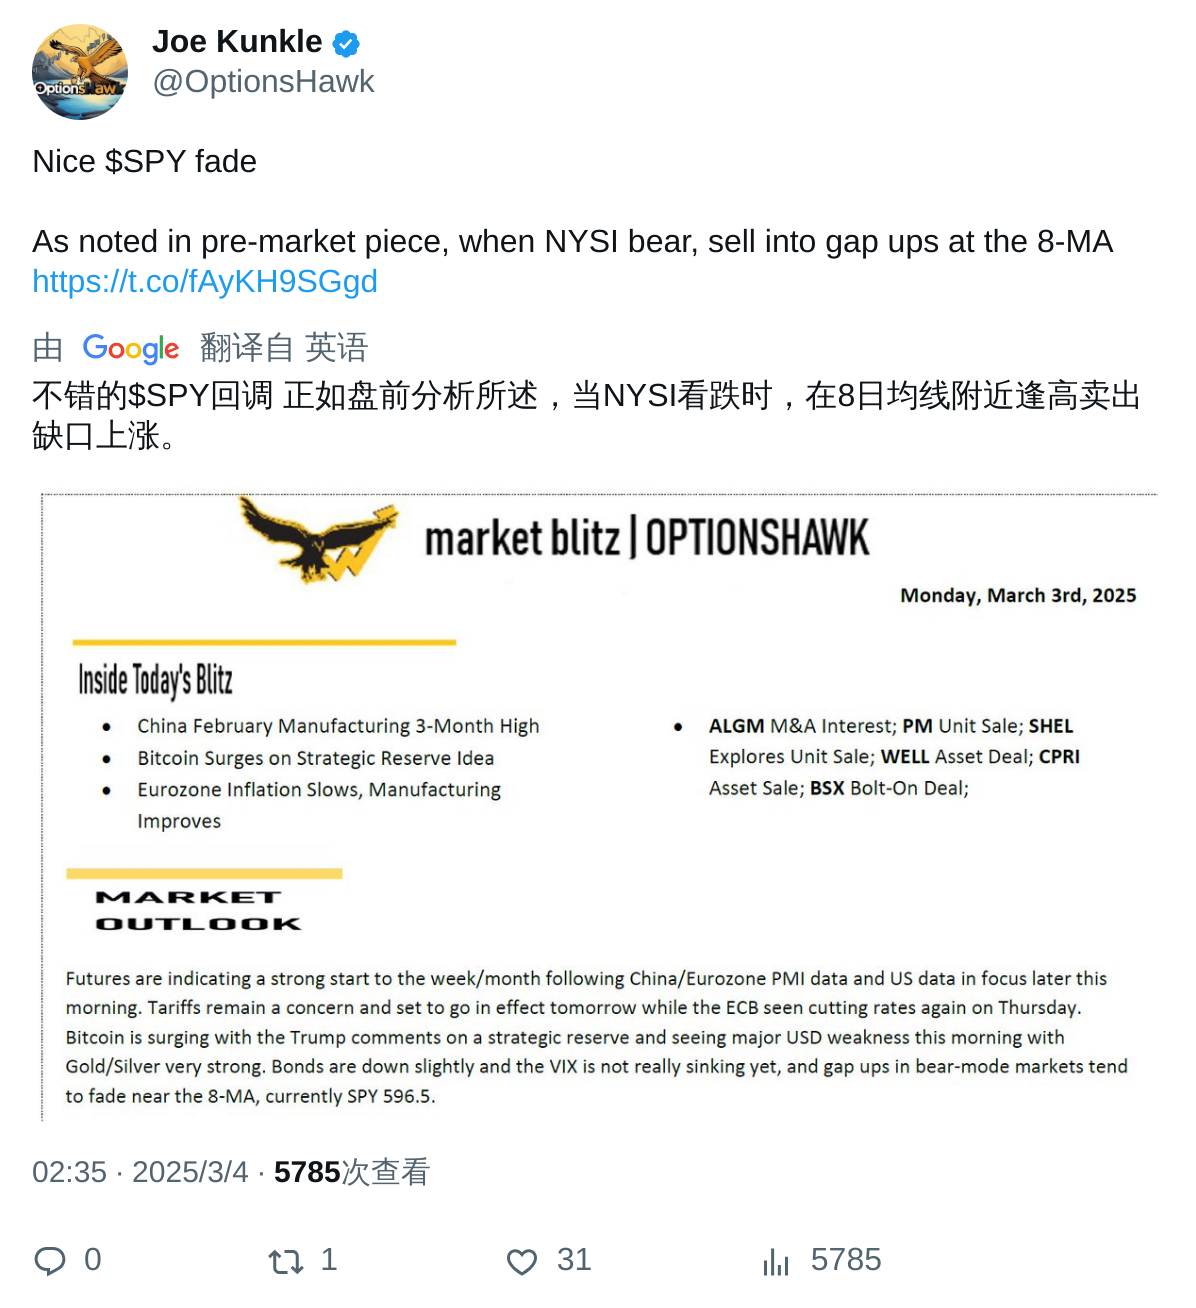 Joe Kunkle
@OptionsHawk
OptionsHawk
Nice $SPY fade
As noted in pre-market piece, when NYSI bear, sell into gap ups at the 8-MA
https://t.co/fAyKH9SGgd
由 Google 翻译自 英语
不错的$SPY回调 正如盘前分析所述，当NYSI看跌时，在8日均线附近逢高卖出
缺口上涨。
market blitz | OPTIONSHAWK
Monday, March 3rd, 2025
Inside Today's Blitz
• China February Manufacturing 3-Month High
• Bitcoin Surges on Strategic Reserve Idea
• Eurozone Inflation Slows, Manufacturing
Improves
• ALGM M&A Interest; PM Unit Sale; SHEL
Explores Unit Sale; WELL Asset Deal; CPRI
Asset Sale; BSX Bolt-On Deal;
MARKET
OUTLOOK
Futures are indicating a strong start to the week/month following China/Eurozone PMI data and US data in focus later this
morning. Tariffs remain a concern and set to go in effect tomorrow while the ECB seen cutting rates again on Thursday.
Bitcoin is surging with the Trump comments on a strategic reserve and seeing major USD weakness this morning with
Gold/Silver very strong. Bonds are down slightly and the VIX is not really sinking yet, and gap ups in bear-mode markets tend
to fade near the 8-MA, currently SPY 596.5.
02:35 · 2025/3/4 · 5785次查看
0 1 31 5785